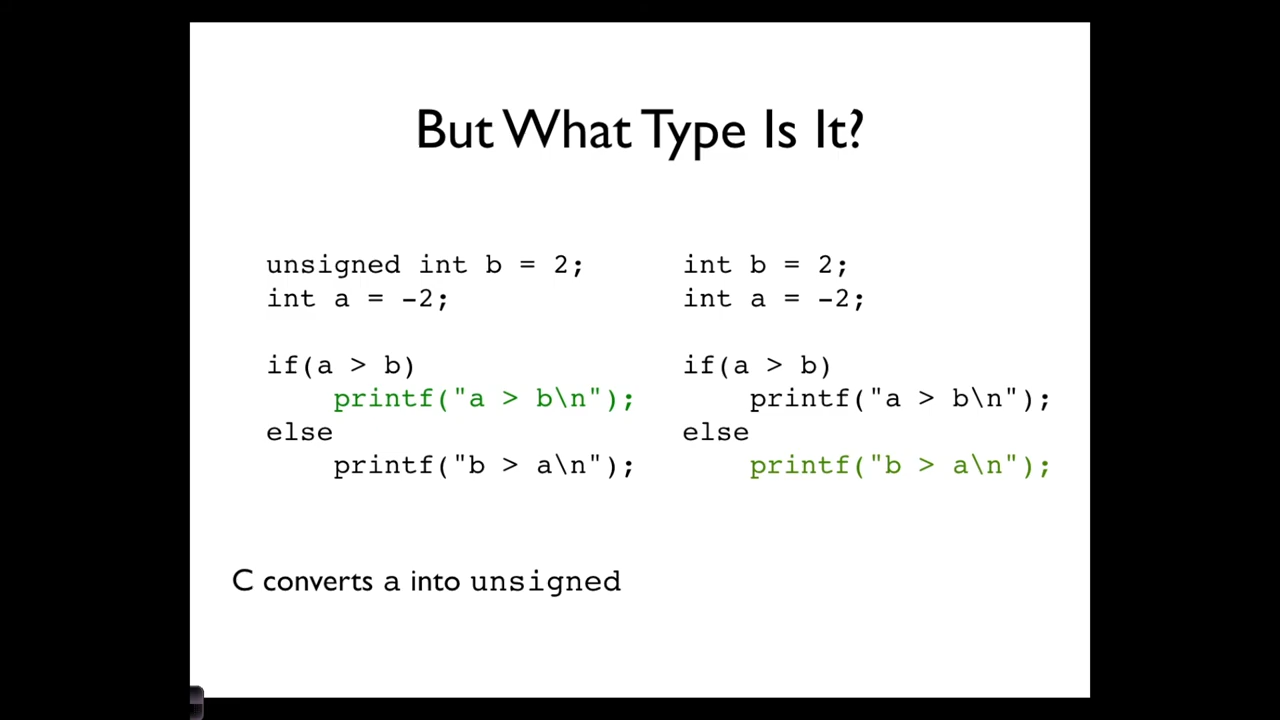 But What Type Is It?
unsigned int b = 2;
int a = -2;
if(a > b)
printf("a > b\n");
else
printf("b > a\n");
int b = 2;
int a = -2;
if(a > b)
printf("a > b\n");
else
printf("b > a\n");
C converts a into unsigned